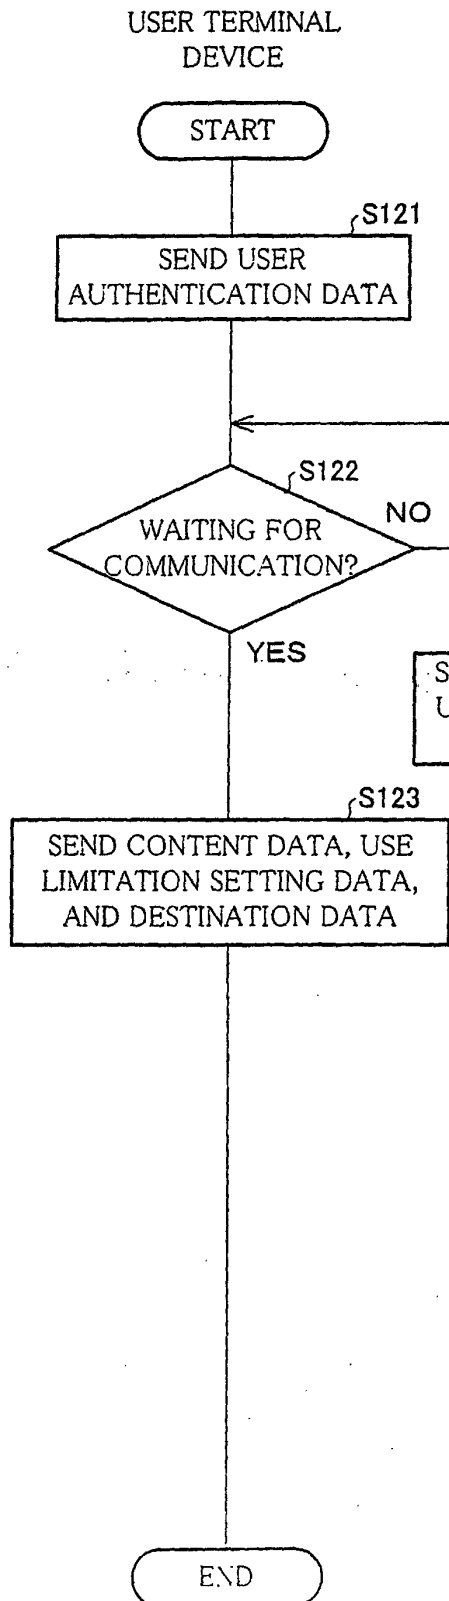 USER TERMINAL
DEVICE
START
S121
SEND USER
AUTHENTICATION DATA
S122
WAITING FOR
COMMUNICATION?
NO
YES
S
U
S123
SEND CONTENT DATA, USE
LIMITATION SETTING DATA,
AND DESTINATION DATA
END